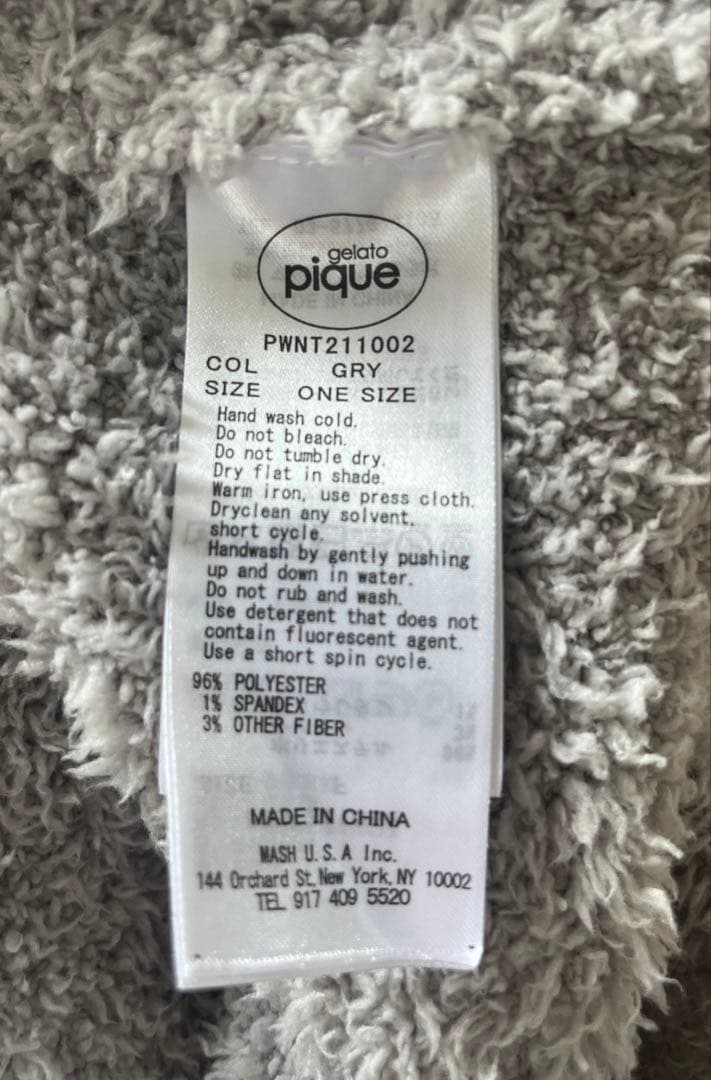 gelato
pique
PWNT211002
COL GRY
SIZE ONE SIZE
Hand wash cold.
Do not bleach.
Do not tumble dry.
Dry flat in shade.
Warm iron, use press cloth.
Dryclean any solvent,
short cycle.
Handwash by gently pushing
up and down in water.
Do not rub and wash.
Use detergent that does not
contain fluorescent agent.
Use a short spin cycle.
96% POLYESTER
1% SPANDEX
3% OTHER FIBER
MADE IN CHINA
MASH U.S.A Inc.
144 Orchard St, New York, NY 10002
TEL 917 409 5520